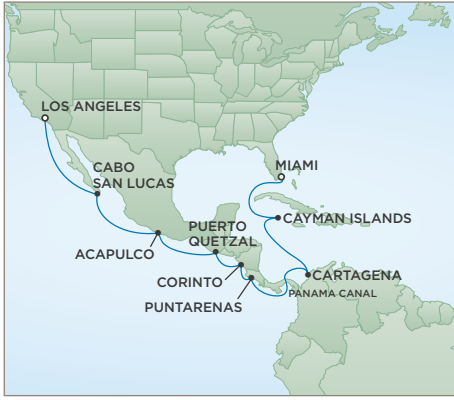 LOS ANGELES
MIAMI
CABO
SAN LUCAS
CAYMAN ISLANDS
PUERTO
QUETZAL
ACAPULCO
CARTAGENA
CORINTO
PANAMA CANAL
PUNTARENAS